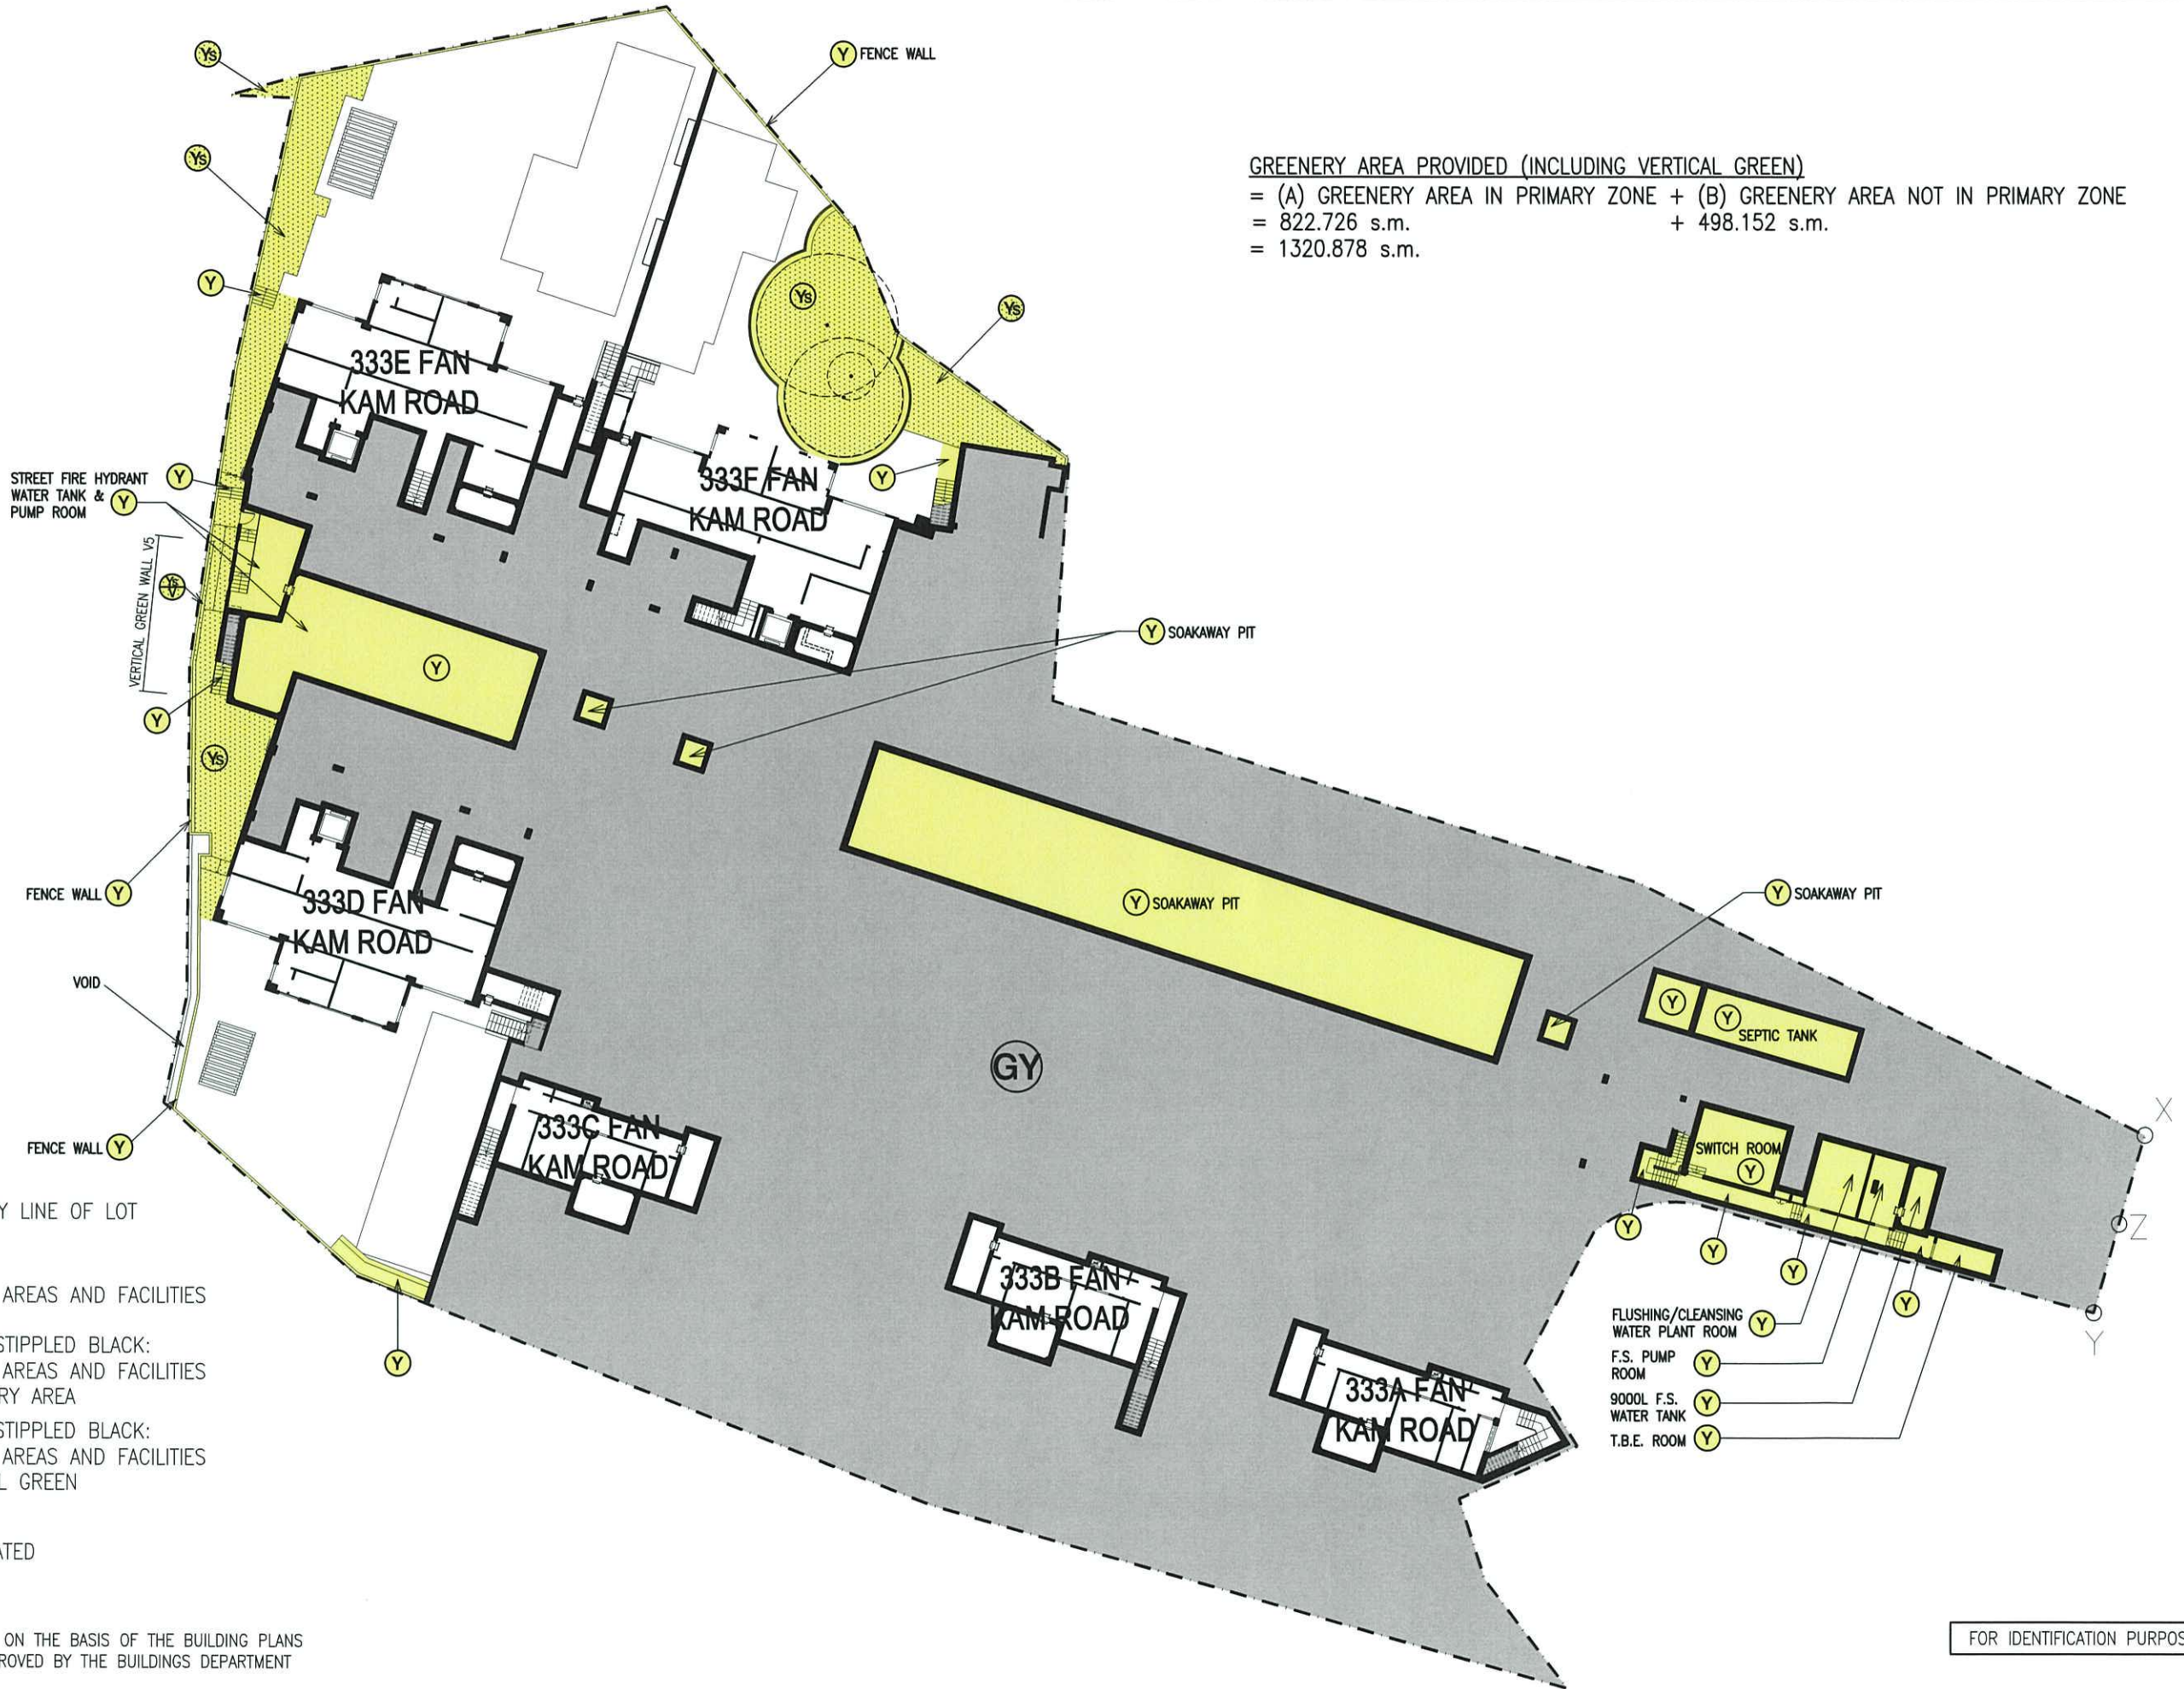 Ys
Y FENCE WALL
GREENERY AREA PROVIDED (INCLUDING VERTICAL GREEN)
= (A) GREENERY AREA IN PRIMARY ZONE + (B) GREENERY AREA NOT IN PRIMARY ZONE
= 822.726 s.m. + 498.152 s.m.
= 1320.878 s.m.
Ys
Y
Ys
Ys
333E FAN
KAM ROAD
STREET FIRE HYDRANT
WATER TANK & Y
PUMP ROOM
Y
333F FAN
KAM ROAD
Y
VERTICAL GREEN WALL V5
Y SOAKAWAY PIT
Y
Y
Ys
FENCE WALL Y
333D FAN
KAM ROAD
Y SOAKAWAY PIT
Y SOAKAWAY PIT
VOID
Y
Y
SEPTIC TANK
GY
FENCE WALL Y
333C FAN
KAM ROAD
SWITCH ROOM
Y
X
Z
Y
Y
Y
Y
Y
Y
333B FAN
KAM ROAD
333A FAN
KAM ROAD
FLUSHING/CLEANSING
WATER PLANT ROOM Y
F.S. PUMP
ROOM Y
9000L F.S.
WATER TANK Y
T.B.E. ROOM Y
Y
Y LINE OF LOT
AREAS AND FACILITIES
STIPPLED BLACK:
AREAS AND FACILITIES
RY AREA
STIPPLED BLACK:
AREAS AND FACILITIES
L GREEN
ATED
ON THE BASIS OF THE BUILDING PLANS
ROVED BY THE BUILDINGS DEPARTMENT
FOR IDENTIFICATION PURPOS